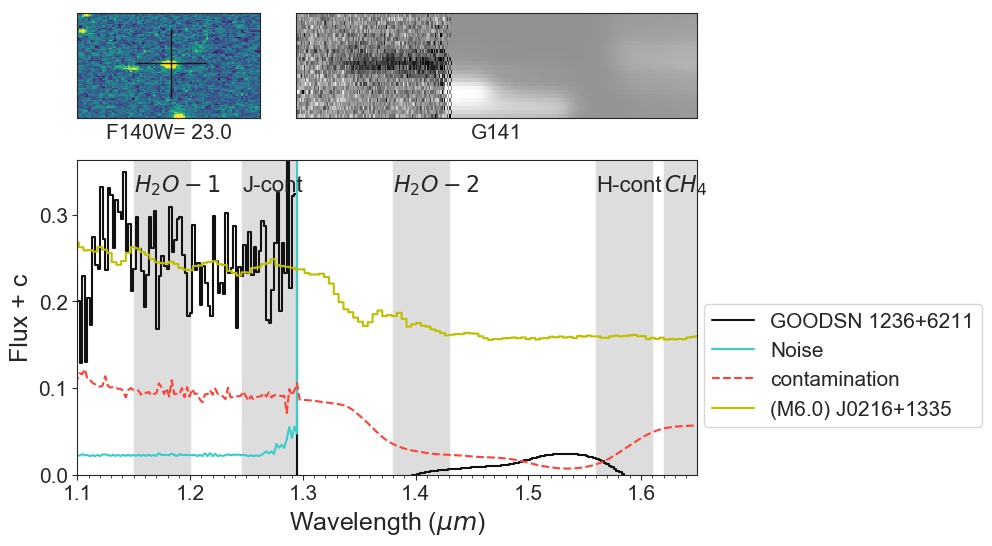 F140W= 23.0
G141
H₂O − 1
J-cont
H₂O − 2
H-cont
CH₄
0.3
0.2
0.1
0.0
Flux + c
1.1
1.2
1.3
1.4
1.5
1.6
Wavelength (μm)
GOODSN 1236+6211
Noise
contamination
(M6.0) J0216+1335